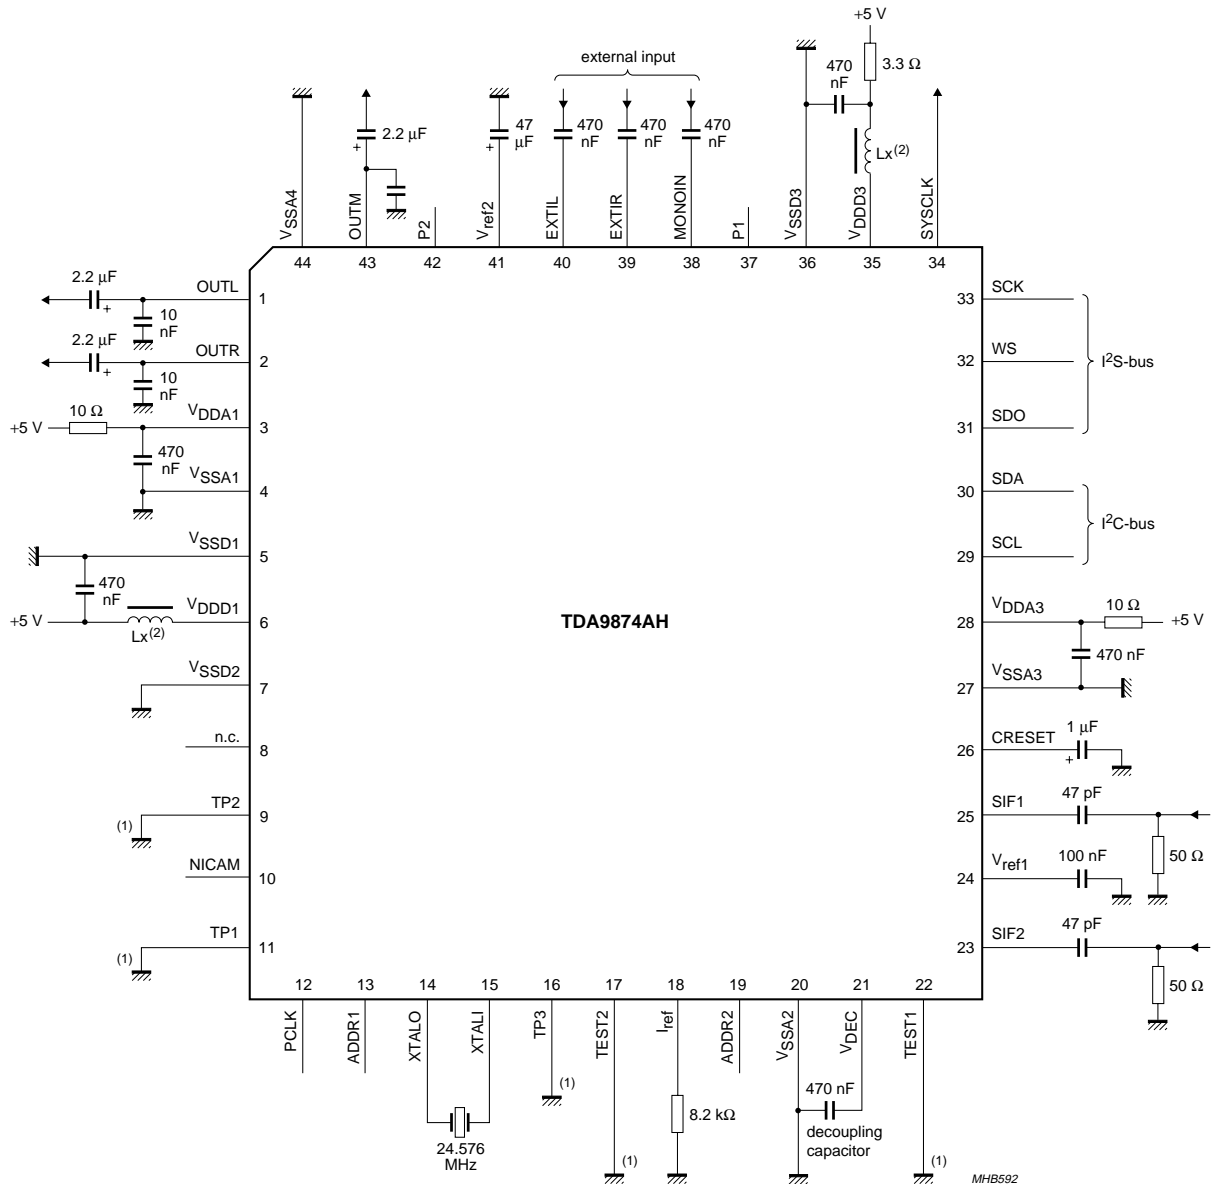 +5 V
3.3 Ω
470 nF
Lx(2)
external input
2.2 µF
+
47 µF
+
470 nF
470 nF
470 nF
VSSA4
OUTM
P2
Vref2
EXTIL
EXTIR
MONOIN
P1
VSSD3
VDDD3
SYSCLK
44
43
42
41
40
39
38
37
36
35
34
2.2 µF
+
OUTL
1
10 nF
2.2 µF
+
OUTR
2
10 nF
+5 V
10 Ω
VDDA1
3
470 nF
VSSA1
4
VSSD1
5
470 nF
+5 V
Lx(2)
VDDD1
6
VSSD2
7
n.c.
8
TP2
9
(1)
NICAM
10
TP1
11
(1)
TDA9874AH
33
SCK
32
WS
31
SDO
I2S-bus
30
SDA
29
SCL
I2C-bus
28
VDDA3
10 Ω
+5 V
470 nF
27
VSSA3
26
CRESET
1 µF
+
25
SIF1
47 pF
50 Ω
24
Vref1
100 nF
23
SIF2
47 pF
50 Ω
12
13
14
15
16
17
18
19
20
21
22
PCLK
ADDR1
XTALO
XTALI
TP3
TEST2
Iref
ADDR2
VSSA2
VDEC
TEST1
24.576 MHz
(1)
(1)
8.2 kΩ
470 nF
decoupling
capacitor
(1)
MHB592